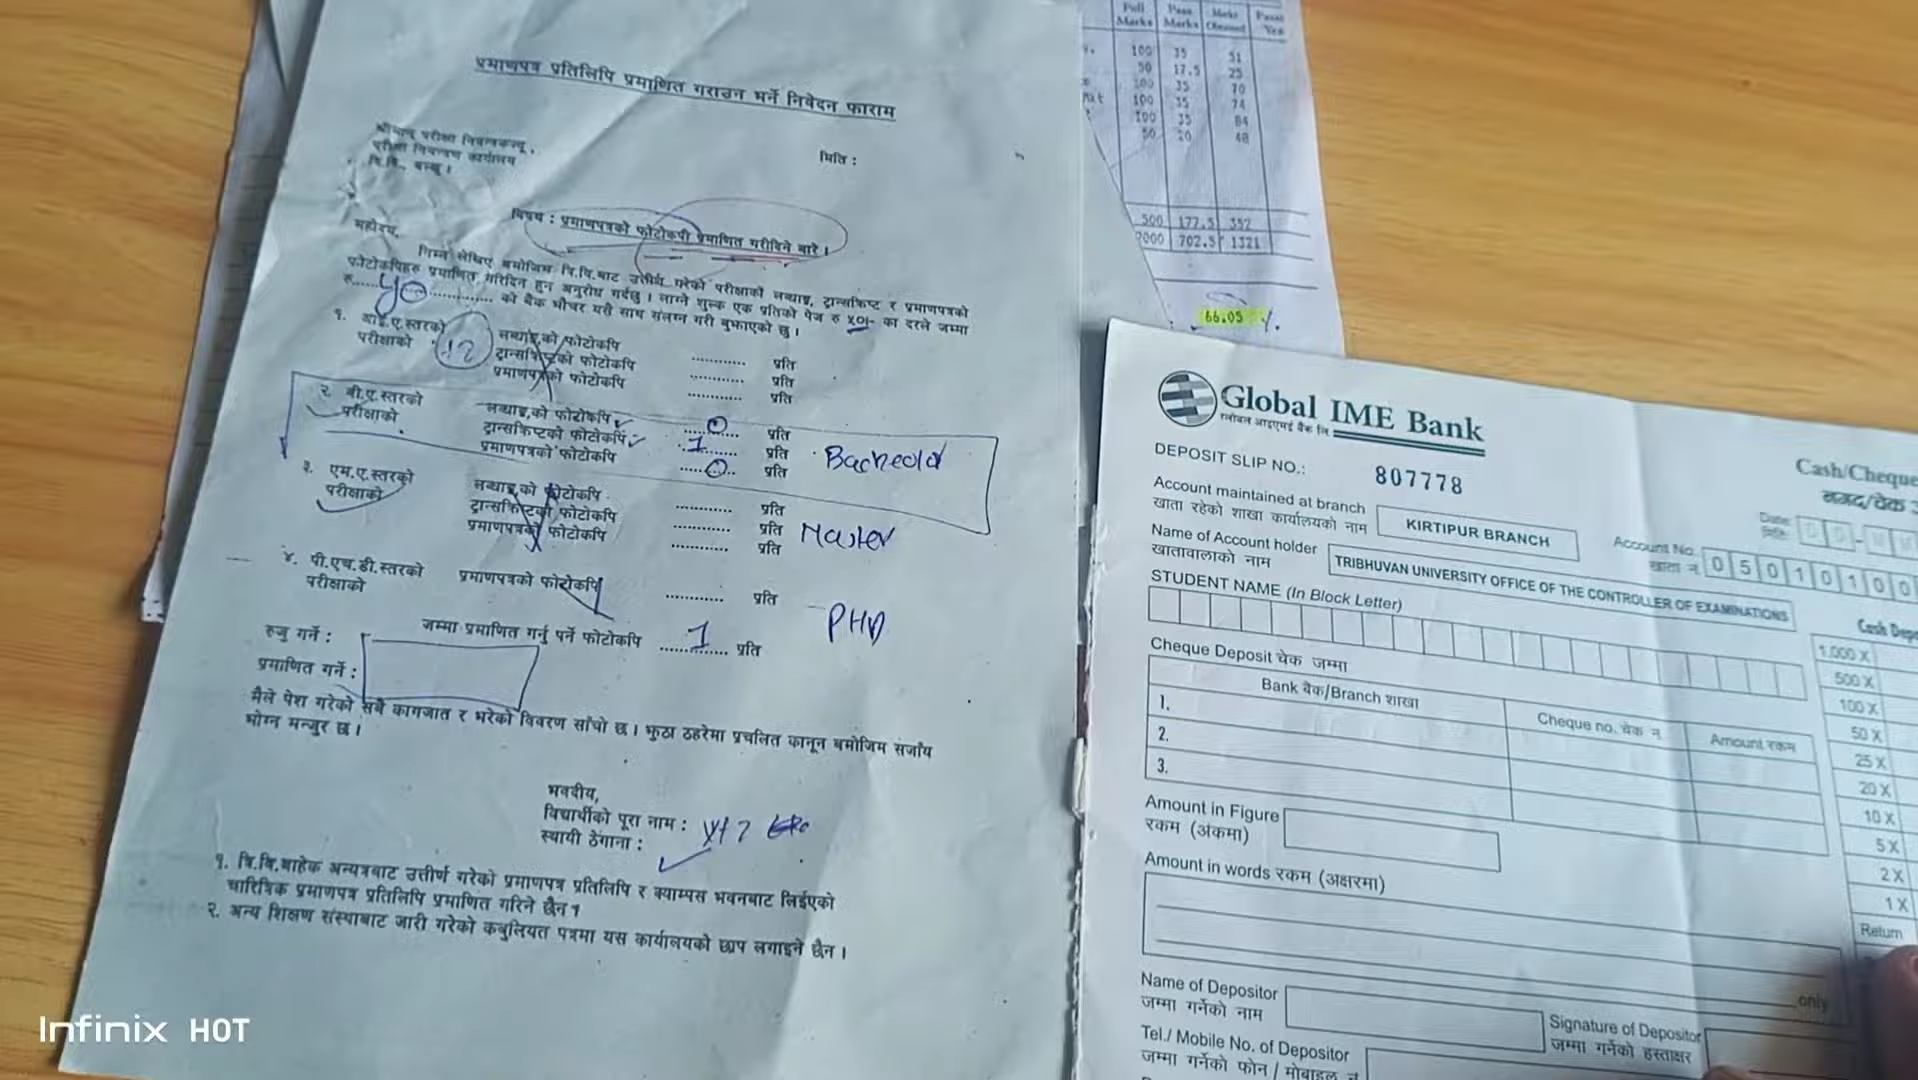 प्रमाणपत्र प्रतिलिपि प्रमाणित गराउन भर्ने निवेदन फाराम
श्रीमान् परीक्षा नियन्त्रकज्यू,
परीक्षा नियन्त्रण कार्यालय
त्रि.वि., बल्खु ।
मिति :
विषय : प्रमाणपत्रको फोटोकपी प्रमाणित गरीदिने बारे ।
महोदय,
निम्न लेखिए बमोजिम त्रि.वि.बाट उत्तीर्ण गरेको परीक्षाको लब्धाङ्क, ट्रान्सक्रिप्ट र प्रमाणपत्रको
फोटोकपिहरु प्रमाणित गरिदिन हुन अनुरोध गर्दछु । लाग्ने शुल्क एक प्रतिको पेज रु ५०।- का दरले जम्मा
रु...... ५० .............. को बैंक भौचर यसै साथ संलग्न गरी बुझाएको छु ।
१. आई.ए.स्तरको परीक्षाको 12
लब्धाङ्कको फोटोकपि ............ प्रति
ट्रान्सक्रिप्टको फोटोकपि ............ प्रति
प्रमाणपत्रको फोटोकपि ............ प्रति
२. बी.ए.स्तरको परीक्षाको
लब्धाङ्कको फोटोकपि 0 प्रति
ट्रान्सक्रिप्टको फोटोकपि 1 प्रति
प्रमाणपत्रको फोटोकपि 0 प्रति
३. एम.ए.स्तरको परीक्षाको
लब्धाङ्कको फोटोकपि ............ प्रति
ट्रान्सक्रिप्टको फोटोकपि ............ प्रति Master
प्रमाणपत्रको फोटोकपि ............ प्रति
४. पी.एच.डी.स्तरको परीक्षाको
प्रमाणपत्रको फोटोकपि ............ प्रति PHD
जम्मा प्रमाणित गर्नु पर्ने फोटोकपि 1 प्रति
रुजु गर्ने :
प्रमाणित गर्ने :
मैले पेश गरेको सबै कागजात र भरेको विवरण साँचो छ । झुठा ठहरेमा प्रचलित कानून बमोजिम सजाँय
भोग्न मन्जुर छ ।
भवदीय,
विद्यार्थीको पूरा नाम :
स्थायी ठेंगाना :
१. त्रि.वि.बाहेक अन्यत्रबाट उत्तीर्ण गरेको प्रमाणपत्र प्रतिलिपि र क्याम्पस भवनबाट लिईएको
चारित्रिक प्रमाणपत्र प्रतिलिपि प्रमाणित गरिने छैन १
२. अन्य शिक्षण संस्थाबाट जारी गरेको कबुलियत पत्रमा यस कार्यालयको छाप लगाइने छैन ।
Full Marks Pass Marks Marks Obtained
100 35 51
50 17.5 25
100 35 70
100 35 74
100 35 84
50 20 48
500 177.5 352
2000 702.5 1321
66.05 %
Global IME Bank
ग्लोबल आइएमई बैंक लि
DEPOSIT SLIP NO.: 807778
Cash/Cheque
नगद/चेक
Account maintained at branch
खाता रहेको शाखा कार्यालयको नाम
KIRTIPUR BRANCH
Date:
मिति:
Name of Account holder
खातावालाको नाम
TRIBHUVAN UNIVERSITY OFFICE OF THE CONTROLLER OF EXAMINATIONS
Account No.
खाता नं.
05010100
STUDENT NAME (In Block Letter)
Cheque Deposit चेक जम्मा
Bank बैंक/Branch शाखा
Cheque no. चेक नं
Amount रकम
1.
2.
3.
1,000 X
500 X
100 X
50 X
25 X
20 X
10 X
5 X
2 X
1 X
Return
Amount in Figure
रकम (अंकमा)
Amount in words रकम (अक्षरमा)
only
Name of Depositor
जम्मा गर्नेको नाम
Signature of Depositor
जम्मा गर्नेको हस्ताक्षर
Tel./ Mobile No. of Depositor
जम्मा गर्नेको फोन / मोबाइल नं
Infinix HOT